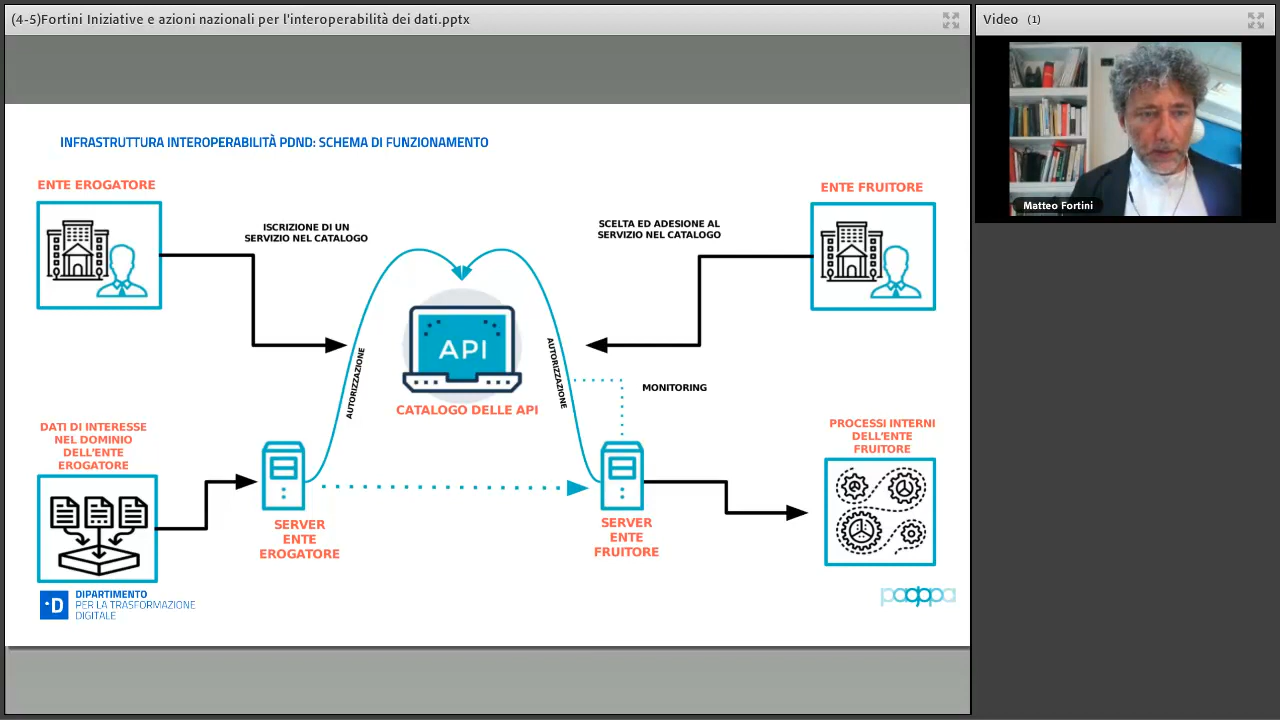 (4-5)Fortini Iniziative e azioni nazionali per l'interoperabilità dei dati.pptx
Video (1)
Matteo Fortini
INFRASTRUTTURA INTEROPERABILITÀ PDND: SCHEMA DI FUNZIONAMENTO
ENTE EROGATORE
ENTE FRUITORE
ISCRIZIONE DI UN
SERVIZIO NEL CATALOGO
SCELTA ED ADESIONE AL
SERVIZIO NEL CATALOGO
API
AUTORIZZAZIONE
AUTORIZZAZIONE
MONITORING
CATALOGO DELLE API
DATI DI INTERESSE
NEL DOMINIO
DELL'ENTE
EROGATORE
PROCESSI INTERNI
DELL'ENTE
FRUITORE
SERVER
ENTE
EROGATORE
SERVER
ENTE
FRUITORE
·D
DIPARTIMENTO
PER LA TRASFORMAZIONE
DIGITALE
pagopa